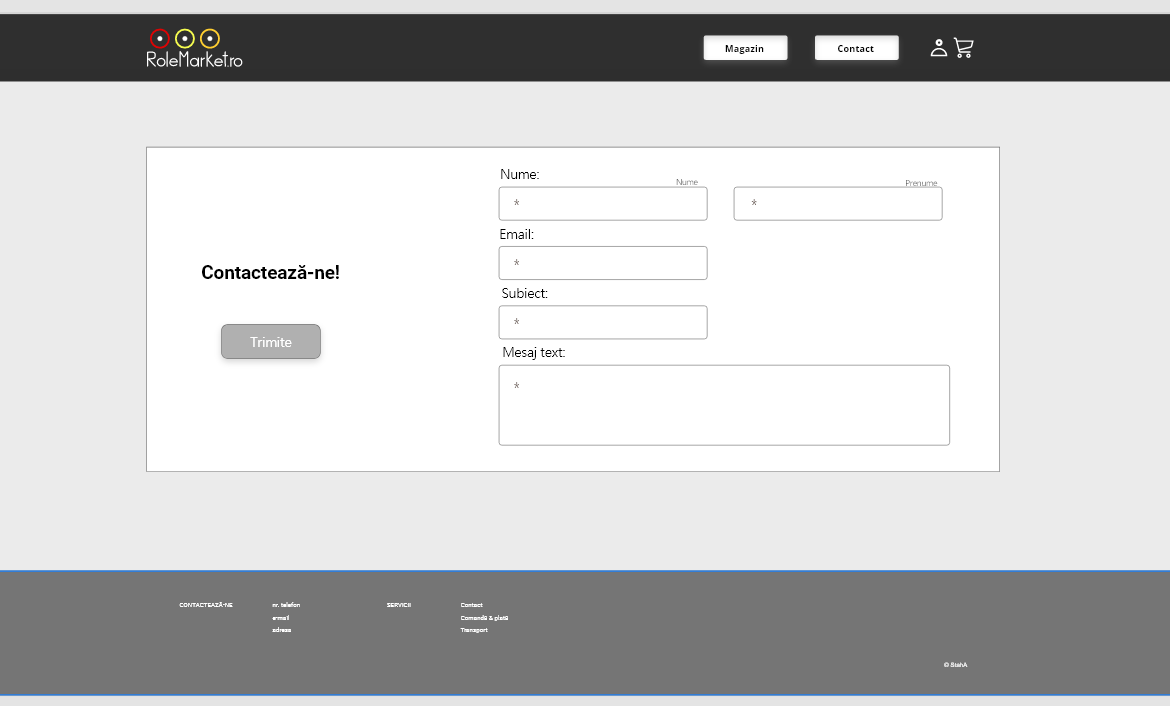 RoleMarket.ro
Magazin
Contact
Nume:
Nume
Prenume
*
*
Email:
*
Contactează-ne!
Subiect:
*
Trimite
Mesaj text:
*
CONTACTEAZĂ-NE
nr. telefon
e-mail
adresa
SERVICII
Contact
Comandă & plată
Transport
© StahA